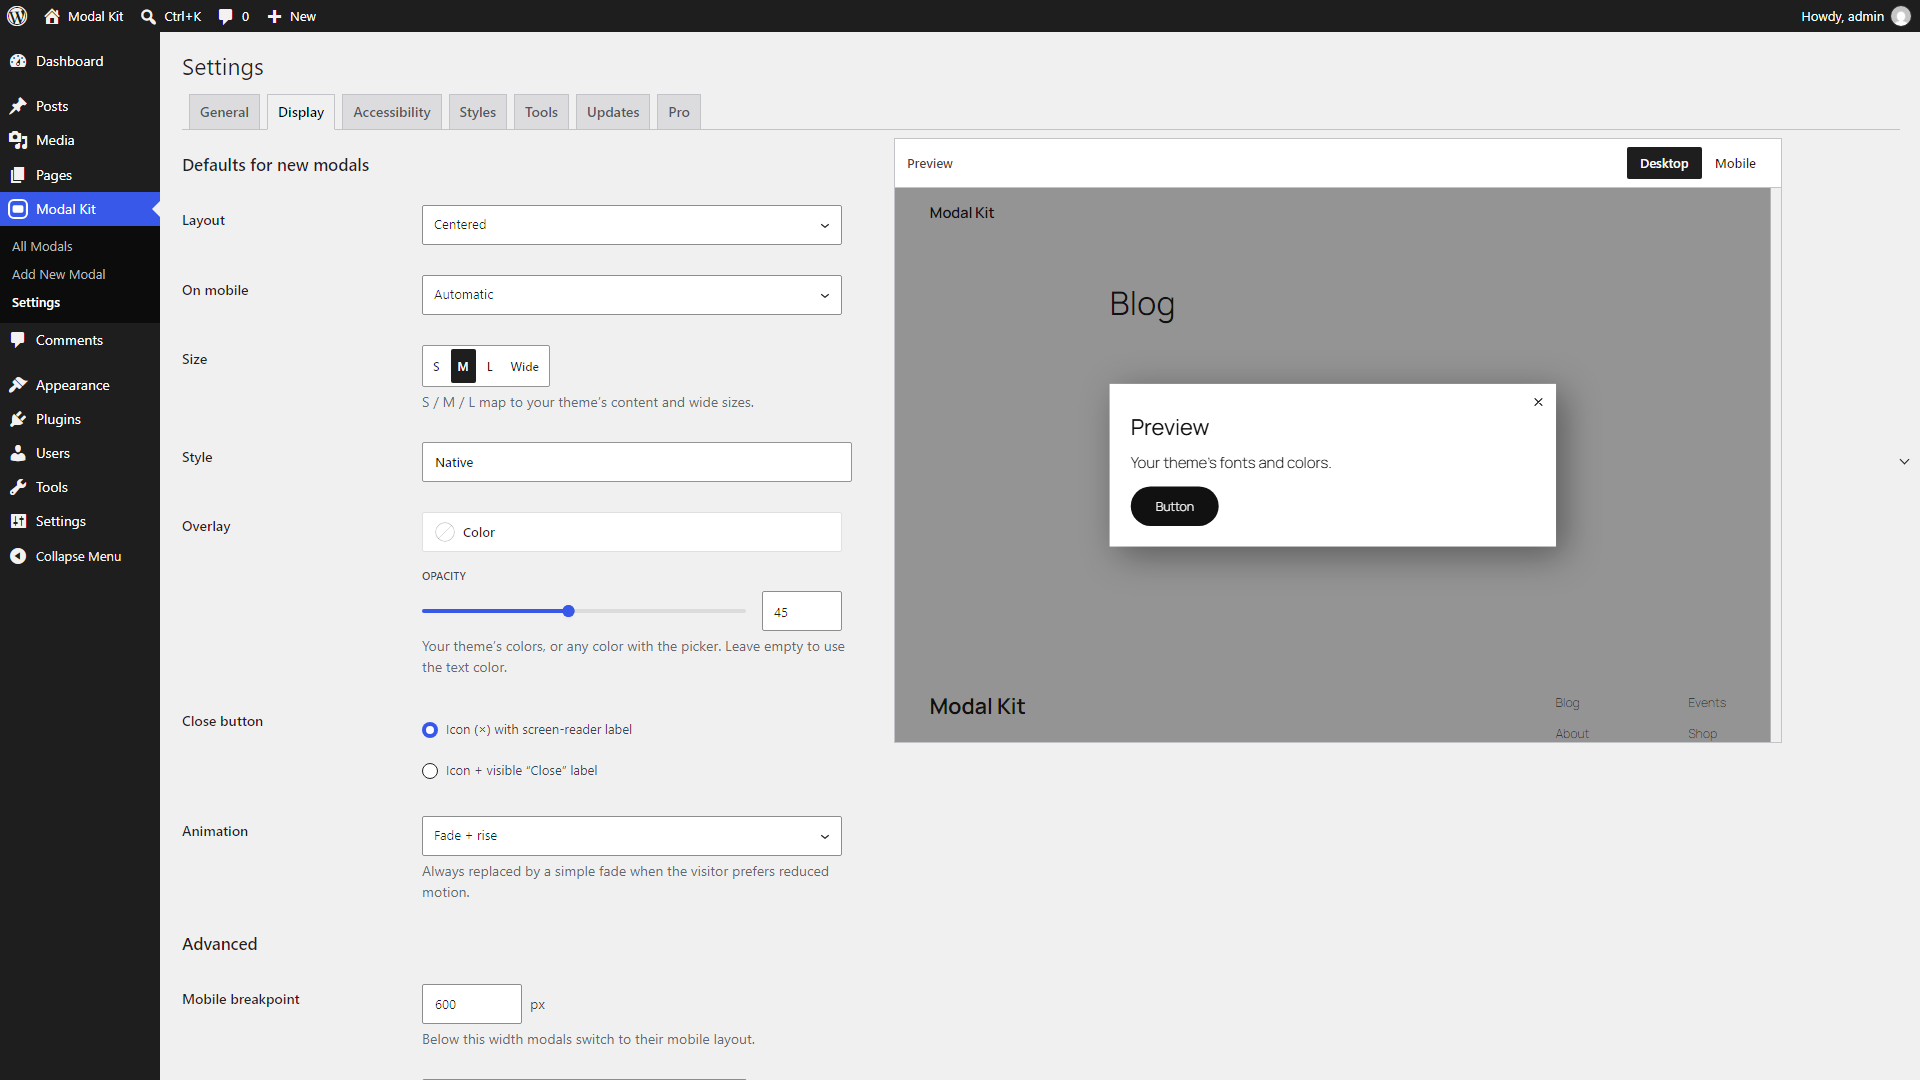 Modal Kit
Ctrl+K
0
New
Howdy, admin
Dashboard
Posts
Media
Pages
Modal Kit
All Modals
Add New Modal
Settings
Comments
Appearance
Plugins
Users
Tools
Settings
Collapse Menu
Settings
General
Display
Accessibility
Styles
Tools
Updates
Pro
Defaults for new modals
Layout
Centered
On mobile
Automatic
Size
S M L Wide
S / M / L map to your theme’s content and wide sizes.
Style
Native
Overlay
Color
OPACITY
45
Your theme’s colors, or any color with the picker. Leave empty to use
the text color.
Close button
Icon (×) with screen-reader label
Icon + visible “Close” label
Animation
Fade + rise
Always replaced by a simple fade when the visitor prefers reduced
motion.
Advanced
Mobile breakpoint
600 px
Below this width modals switch to their mobile layout.
Preview
Desktop
Mobile
Modal Kit
Blog
×
Preview
Your theme’s fonts and colors.
Button
Modal Kit
Blog
Events
About
Shop